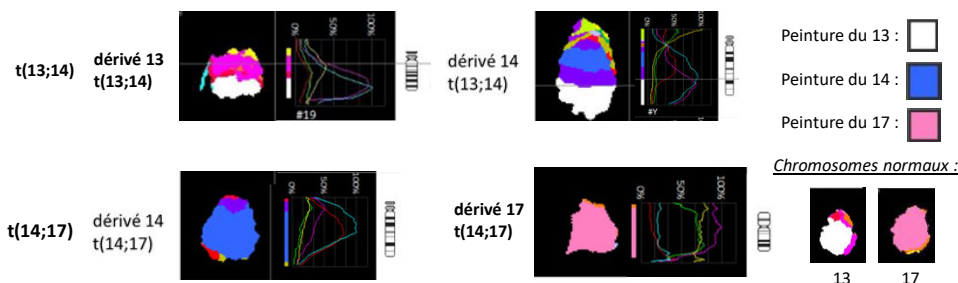 t(13;14)
dérivé 13
t(13;14)
0%
50%
100%
#19
dérivé 14
t(13;14)
0%
50%
100%
#Y
Peinture du 13 :
Peinture du 14 :
Peinture du 17 :
Chromosomes normaux :
t(14;17)
dérivé 14
t(14;17)
0%
50%
100%
dérivé 17
t(14;17)
0%
50%
100%
13
17